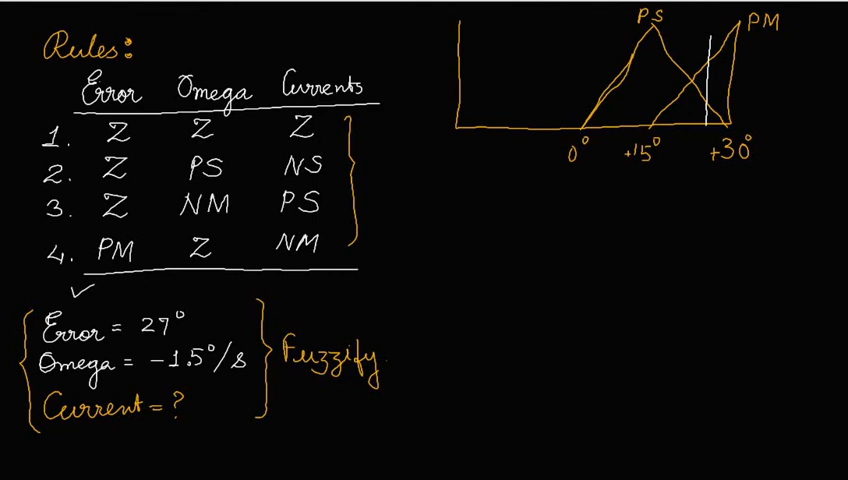 Rules:
Error Omega Currents
1. Z Z Z
2. Z PS NS
3. Z NM PS
4. PM Z NM
Error = 27°
Omega = -1.5°/s
Current = ?
Fuzzify
PS
PM
0° +15° +30°